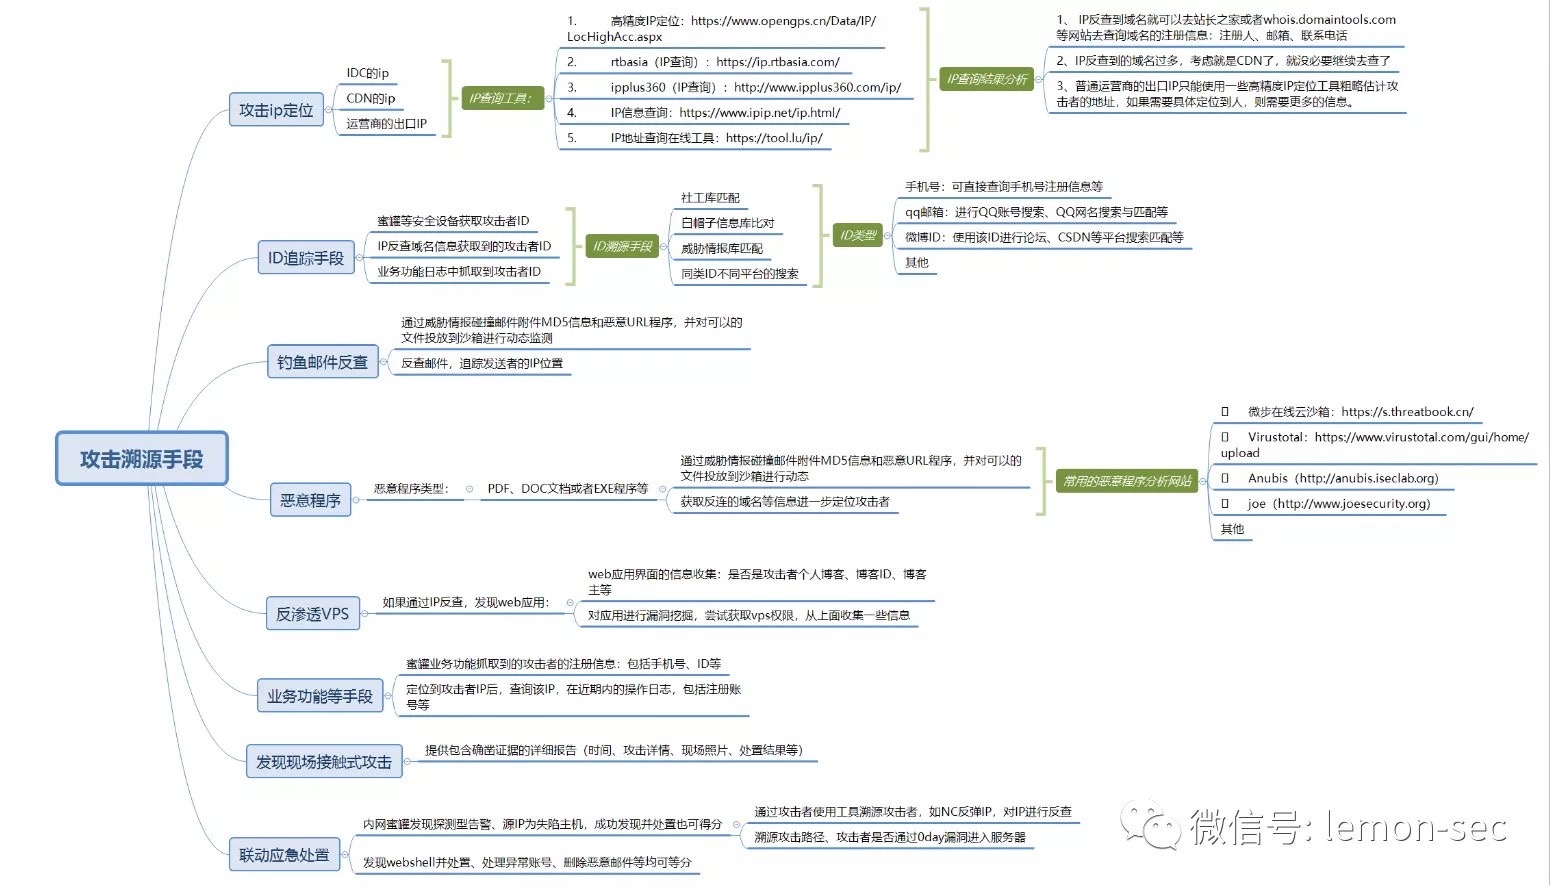 攻击溯源手段
攻击ip定位
IDC的ip
CDN的ip
运营商的出口IP
IP查询工具：
1. 高精度IP定位：https://www.opengps.cn/Data/IP/
LocHighAcc.aspx
2. rtbasia（IP查询）：https://ip.rtbasia.com/
3. ipplus360（IP查询）：http://www.ipplus360.com/ip/
4. IP信息查询：https://www.ipip.net/ip.html/
5. IP地址查询在线工具：https://tool.lu/ip/
IP查询结果分析
1、 IP反查到域名就可以去站长之家或者whois.domaintools.com
等网站去查询域名的注册信息：注册人、邮箱、联系电话
2、IP反查到的域名过多，考虑就是CDN了，就没必要继续去查了
3、普通运营商的出口IP只能使用一些高精度IP定位工具粗略估计攻
击者的地址，如果需要具体定位到人，则需要更多的信息。
ID追踪手段
蜜罐等安全设备获取攻击者ID
IP反查域名信息获取到的攻击者ID
业务功能日志中抓取到攻击者ID
ID溯源手段
社工库匹配
白帽子信息库比对
威胁情报库匹配
同类ID不同平台的搜索
ID类型
手机号：可直接查询手机号注册信息等
qq邮箱：进行QQ账号搜索、QQ网名搜索与匹配等
微博ID：使用该ID进行论坛、CSDN等平台搜索匹配等
其他
钓鱼邮件反查
通过威胁情报碰撞邮件附件MD5信息和恶意URL程序，并对可以的
文件投放到沙箱进行动态监测
反查邮件，追踪发送者的IP位置
恶意程序
恶意程序类型：
PDF、DOC文档或者EXE程序等
通过威胁情报碰撞邮件附件MD5信息和恶意URL程序，并对可以的
文件投放到沙箱进行动态
获取反连的域名等信息进一步定位攻击者
常用的恶意程序分析网站
微步在线云沙箱：https://s.threatbook.cn/
Virustotal：https://www.virustotal.com/gui/home/
upload
Anubis（http://anubis.iseclab.org)
joe（http://www.joesecurity.org)
其他
反渗透VPS
如果通过IP反查，发现web应用：
web应用界面的信息收集：是否是攻击者个人博客、博客ID、博客
主等
对应用进行漏洞挖掘，尝试获取vps权限，从上面收集一些信息
业务功能等手段
蜜罐业务功能抓取到的攻击者的注册信息：包括手机号、ID等
定位到攻击者IP后，查询该IP，在近期内的操作日志，包括注册账
号等
发现现场接触式攻击
提供包含确凿证据的详细报告（时间、攻击详情、现场照片、处置结果等）
联动应急处置
内网蜜罐发现探测型告警、源IP为失陷主机，成功发现并处置也可得分
通过攻击者使用工具溯源攻击者，如NC反弹IP，对IP进行反查
溯源攻击路径、攻击者是否通过0day漏洞进入服务器
发现webshell并处置、处理异常账号、删除恶意邮件等均可等分
微信号: lemon-sec